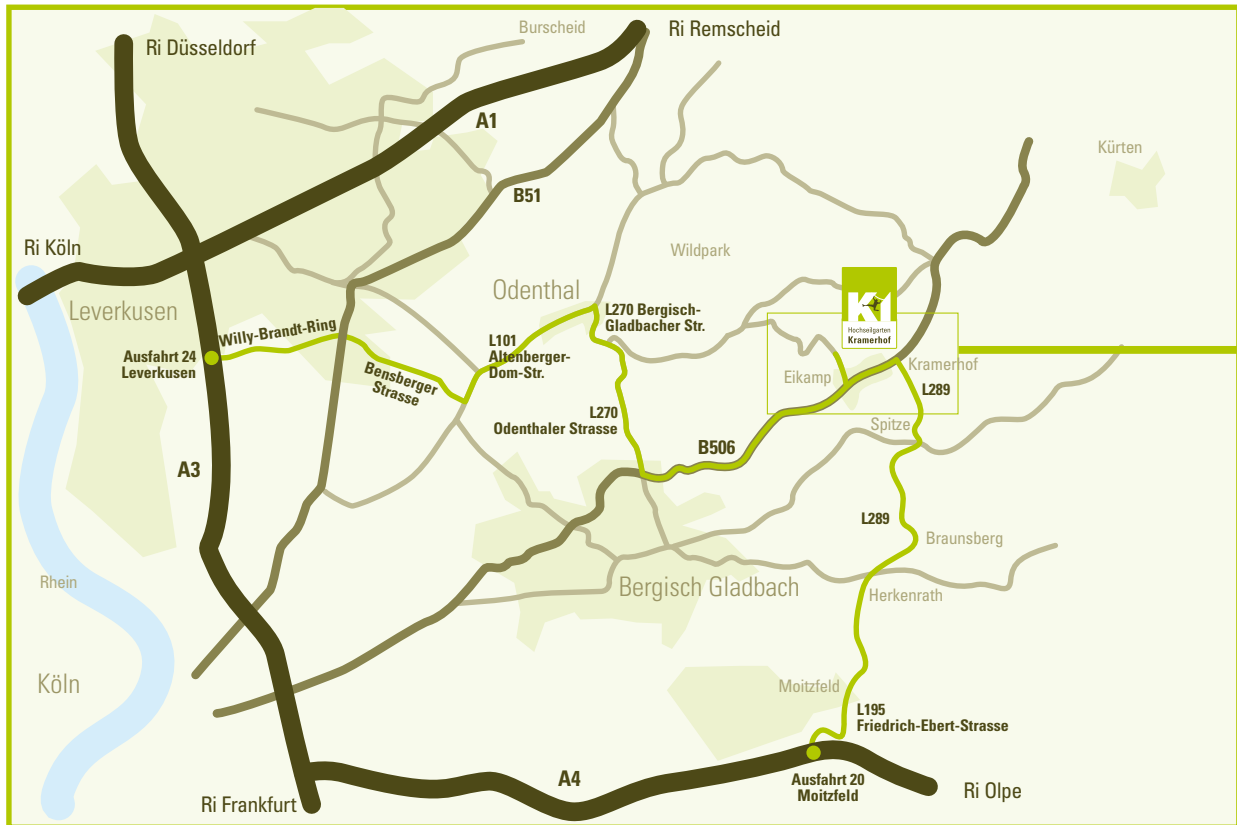 Burscheid
Ri Remscheid
Ri Düsseldorf
A1
Kürten
B51
Ri Köln
Wildpark
Odenthal
Leverkusen
L270 Bergisch-
Gladbacher Str.
KH
Hochseilgarten
Kramerhof
Willy-Brandt-Ring
L101
Altenberger-
Dom-Str.
Ausfahrt 24
Leverkusen
Bensberger
Strasse
Eikamp
Kramerhof
L289
L270
Odenthaler Strasse
Spitze
B506
A3
L289
Braunsberg
Rhein
Bergisch Gladbach
Herkenrath
Köln
Moitzfeld
L195
Friedrich-Ebert-Strasse
A4
Ausfahrt 20
Moitzfeld
Ri Olpe
Ri Frankfurt